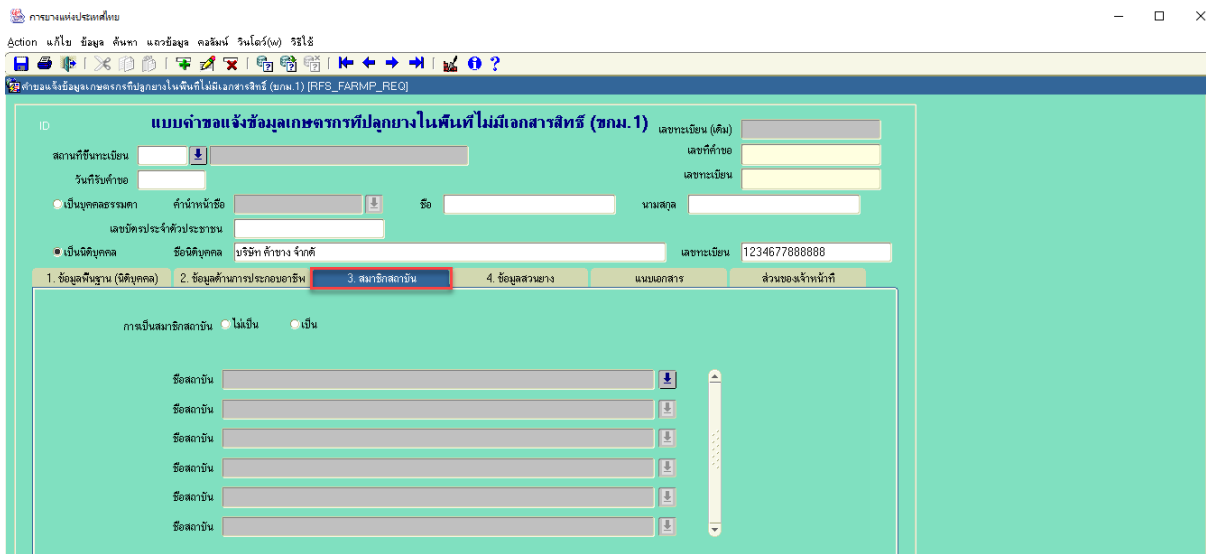 การยางแห่งประเทศไทย
Action แก้ไข ข้อมูล ค้นหา แถวข้อมูล คอลัมน์ วินโดว์(w) วิธีใช้
คำขอแจ้งข้อมูลเกษตรกรที่ปลูกยางในพื้นที่ไม่มีเอกสารสิทธิ์ (ขกม.1) [RFS_FARMP_REQ]
ID แบบคำขอแจ้งข้อมูลเกษตรกรที่ปลูกยางในพื้นที่ไม่มีเอกสารสิทธิ์ (ขกม.1) เลขทะเบียน (เดิม)
เลขที่คำขอ
สถานที่ขึ้นทะเบียน
เลขทะเบียน
วันที่รับคำขอ
เป็นบุคคลธรรมดา คำนำหน้าชื่อ ชื่อ นามสกุล
เลขบัตรประจำตัวประชาชน
เป็นนิติบุคคล ชื่อนิติบุคคล บริษัท ค้าขาง จำกดั เลขทะเบียน 1234677888888
1. ข้อมูลพื้นฐาน (นิติบุคคล) 2. ข้อมูลด้านการประกอบอาชีพ 3. สมาชิกสถาบัน 4. ข้อมูลสวนยาง แนบเอกสาร ส่วนของเจ้าหน้าที่
การเป็นสมาชิกสถาบัน ไม่เป็น เป็น
ชื่อสถาบัน
ชื่อสถาบัน
ชื่อสถาบัน
ชื่อสถาบัน
ชื่อสถาบัน
ชื่อสถาบัน